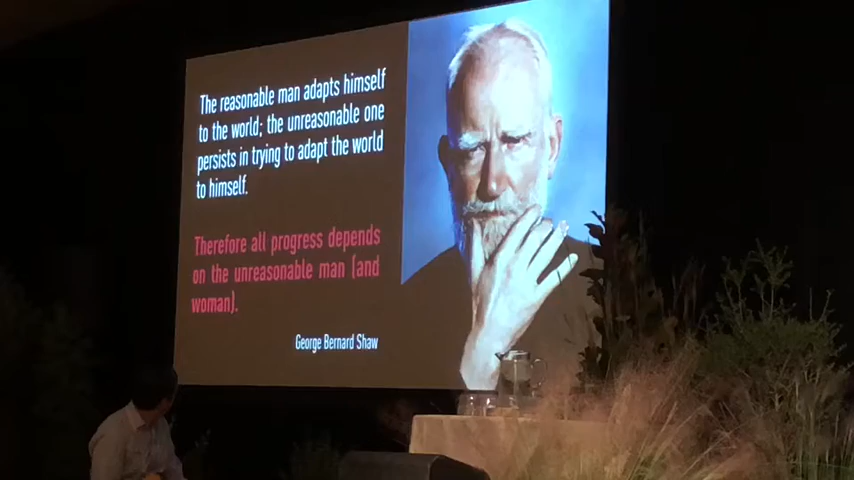 The reasonable man adapts himself
to the world; the unreasonable one
persists in trying to adapt the world
to himself.
Therefore all progress depends
on the unreasonable man (and
woman).
George Bernard Shaw